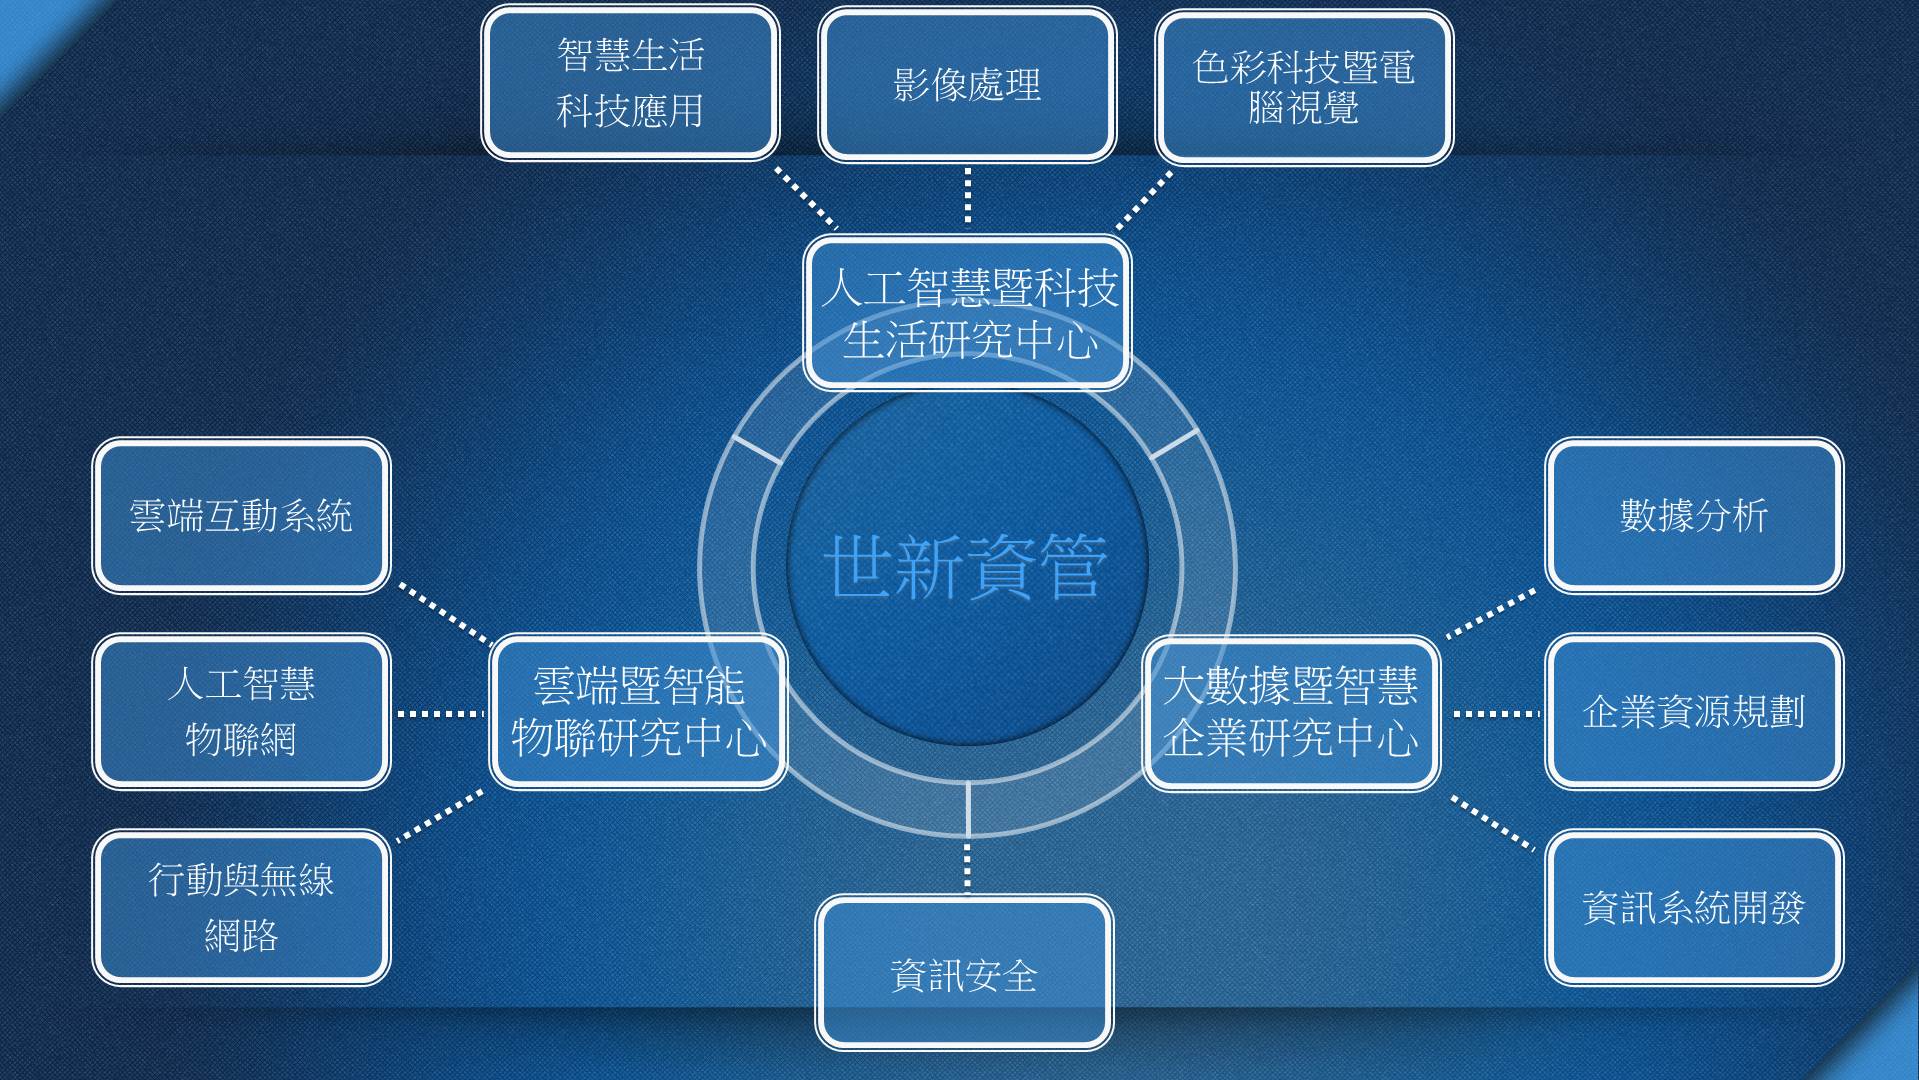 智慧生活
科技應用
影像處理
色彩科技暨電
腦視覺
人工智慧暨科技
生活研究中心
雲端互動系統
人工智慧
物聯網
行動與無線
網路
雲端暨智能
物聯研究中心
世新資管
大數據暨智慧
企業研究中心
數據分析
企業資源規劃
資訊系統開發
資訊安全